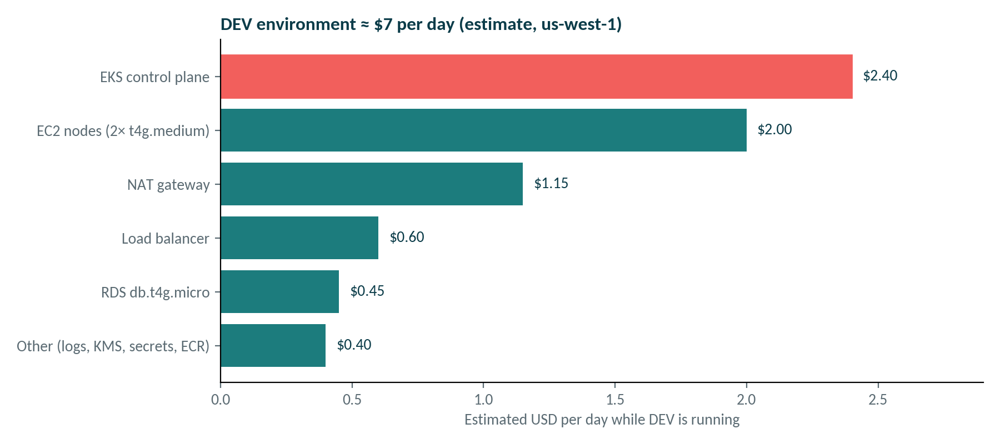 DEV environment ≈ $7 per day (estimate, us-west-1)
EKS control plane
$2.40
EC2 nodes (2× t4g.medium)
$2.00
NAT gateway
$1.15
Load balancer
$0.60
RDS db.t4g.micro
$0.45
Other (logs, KMS, secrets, ECR)
$0.40
0.0
0.5
1.0
1.5
2.0
2.5
Estimated USD per day while DEV is running